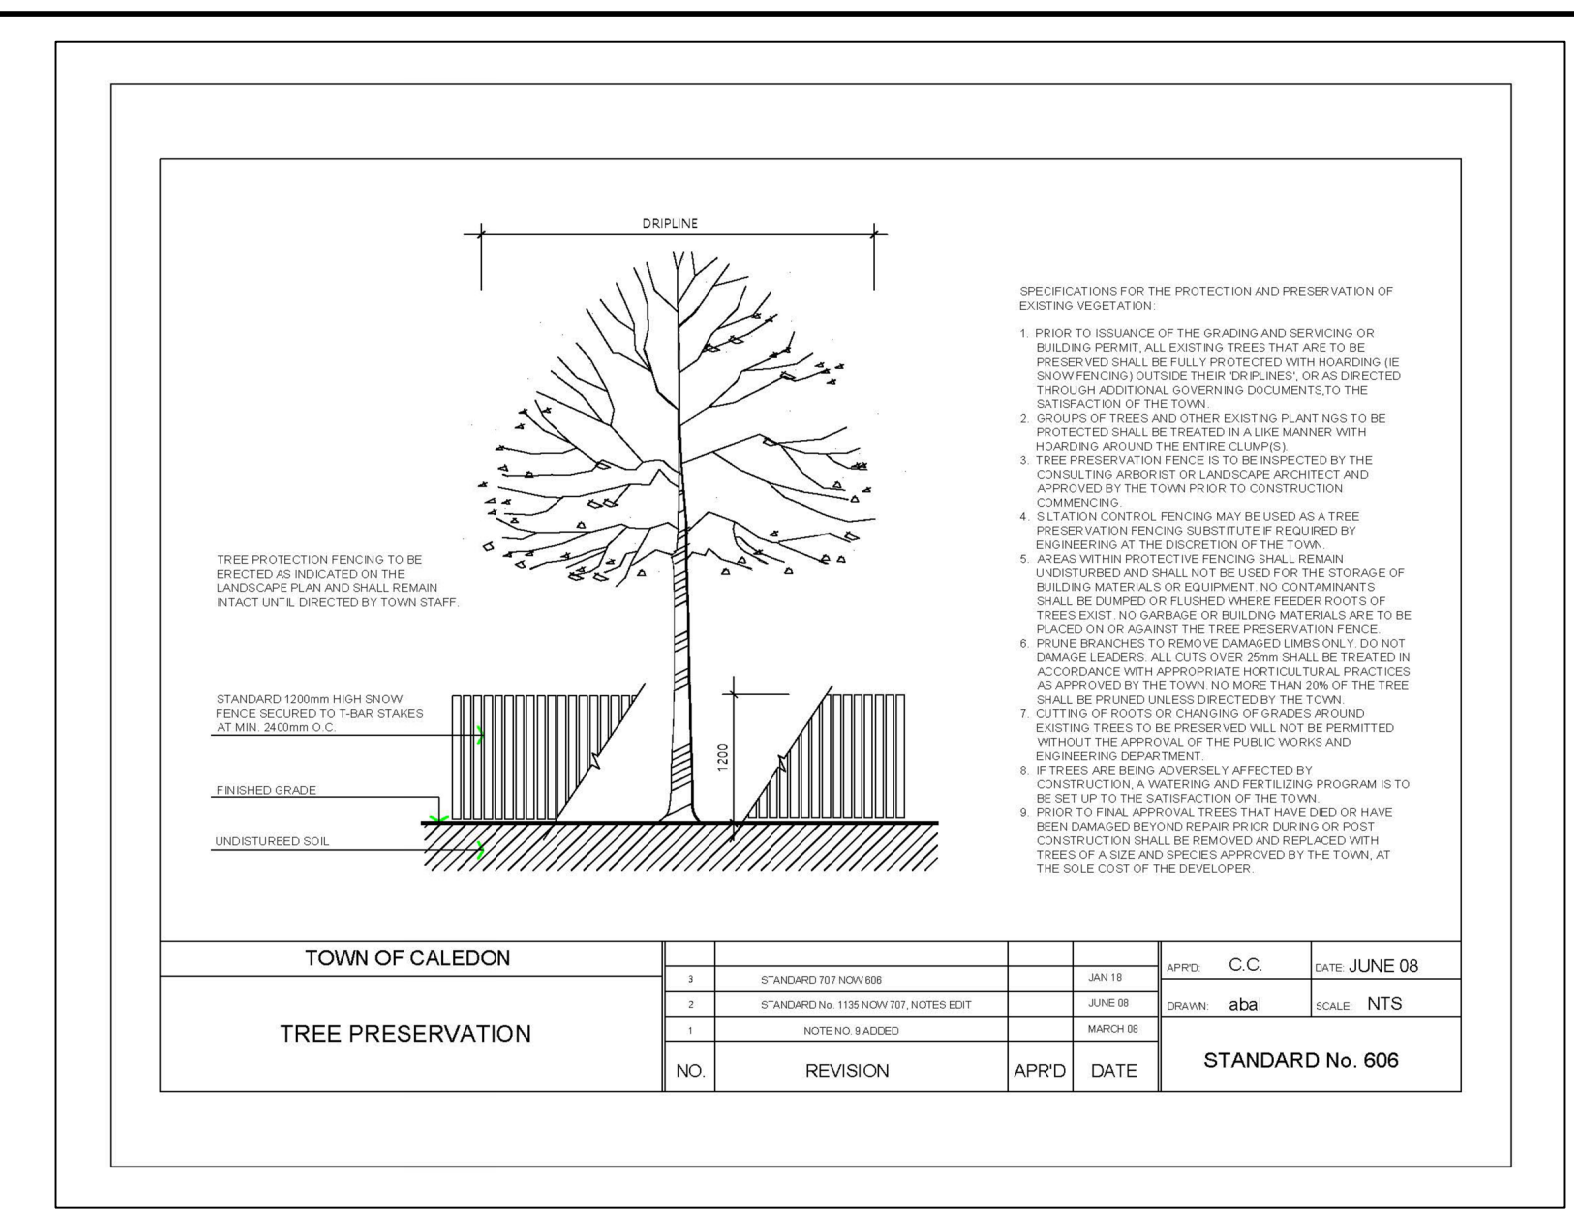 DRIPLINE
SPECIFICATIONS FOR THE PROTECTION AND PRESERVATION OF
EXISTING VEGETATION:
1. PRIOR TO ISSUANCE OF THE GRADING AND SERVICING OR
BUILDING PERMIT, ALL EXISTING TREES THAT ARE TO BE
PRESERVED SHALL BE FULLY PROTECTED WITH HOARDING (IE
SNOW FENCING) OUTSIDE THEIR 'DRIPLINES', OR AS DIRECTED
THROUGH ADDITIONAL GOVERNING DOCUMENTS,TO THE
SATISFACTION OF THE TOWN.
2. GROUPS OF TREES AND OTHER EXISTING PLANTINGS TO BE
PROTECTED SHALL BE TREATED IN A LIKE MANNER WITH
HOARDING AROUND THE ENTIRE CLUMP(S).
3. TREE PRESERVATION FENCE IS TO BE INSPECTED BY THE
CONSULTING ARBORIST OR LANDSCAPE ARCHITECT AND
APPROVED BY THE TOWN PRIOR TO CONSTRUCTION
COMMENCING.
4. SILTATION CONTROL FENCING MAY BE USED AS A TREE
PRESERVATION FENCING SUBSTITUTE IF REQUIRED BY
ENGINEERING AT THE DISCRETION OF THE TOWN.
5. AREAS WITHIN PROTECTIVE FENCING SHALL REMAIN
UNDISTURBED AND SHALL NOT BE USED FOR THE STORAGE OF
BUILDING MATERIALS OR EQUIPMENT. NO CONTAMINANTS
SHALL BE DUMPED OR FLUSHED WHERE FEEDER ROOTS OF
TREES EXIST. NO GARBAGE OR BUILDING MATERIALS ARE TO BE
PLACED ON OR AGAINST THE TREE PRESERVATION FENCE.
6. PRUNE BRANCHES TO REMOVE DAMAGED LIMBS ONLY. DO NOT
DAMAGE LEADERS. ALL CUTS OVER 25mm SHALL BE TREATED IN
ACCORDANCE WITH APPROPRIATE HORTICULTURAL PRACTICES
AS APPROVED BY THE TOWN. NO MORE THAN 20% OF THE TREE
SHALL BE PRUNED UNLESS DIRECTED BY THE TOWN.
7. CUTTING OF ROOTS OR CHANGING OF GRADES AROUND
EXISTING TREES TO BE PRESERVED WILL NOT BE PERMITTED
WITHOUT THE APPROVAL OF THE PUBLIC WORKS AND
ENGINEERING DEPARTMENT.
8. IF TREES ARE BEING ADVERSELY AFFECTED BY
CONSTRUCTION, A WATERING AND FERTILIZING PROGRAM IS TO
BE SET UP TO THE SATISFACTION OF THE TOWN.
9. PRIOR TO FINAL APPROVAL TREES THAT HAVE DIED OR HAVE
BEEN DAMAGED BEYOND REPAIR PRIOR DURING OR POST
CONSTRUCTION SHALL BE REMOVED AND REPLACED WITH
TREES OF A SIZE AND SPECIES APPROVED BY THE TOWN, AT
THE SOLE COST OF THE DEVELOPER.
TREE PROTECTION FENCING TO BE
ERECTED AS INDICATED ON THE
LANDSCAPE PLAN AND SHALL REMAIN
INTACT UNTIL DIRECTED BY TOWN STAFF.
STANDARD 1200mm HIGH SNOW
FENCE SECURED TO T-BAR STAKES
AT MIN. 2400mm O.C.
1200
FINISHED GRADE
UNDISTURBED SOIL
TOWN OF CALEDON
TREE PRESERVATION
3 STANDARD 707 NOW 606 JAN 18
2 STANDARD No. 1135 NOW 707, NOTES EDIT JUNE 08
1 NOTE NO. 9 ADDED MARCH 08
NO. REVISION APR'D DATE
APR'D: C.C. DATE: JUNE 08
DRAWN: aba SCALE: NTS
STANDARD No. 606